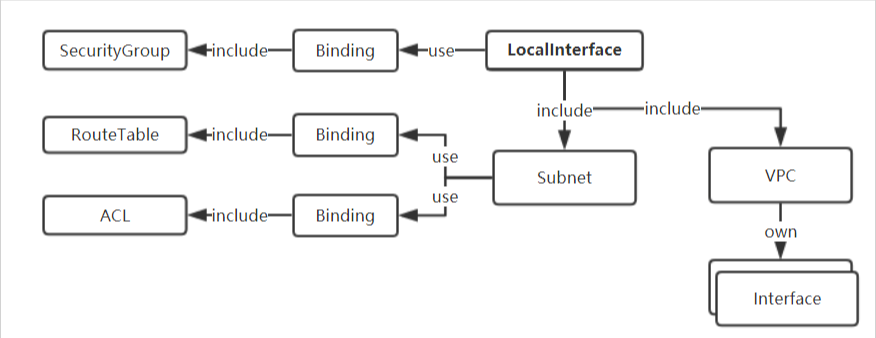 SecurityGroup include Binding use LocalInterface
include include
RouteTable include Binding
use
Subnet VPC
use
ACL include Binding
own
Interface